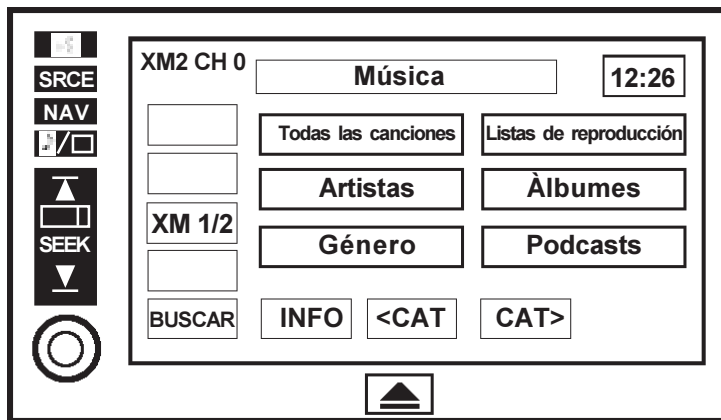 SRCE
NAV
SEEK
XM2 CH 0
Música
12:26
Todas las canciones
Listas de reproducción
Artistas
Àlbumes
XM 1/2
Género
Podcasts
BUSCAR
INFO
<CAT
CAT>